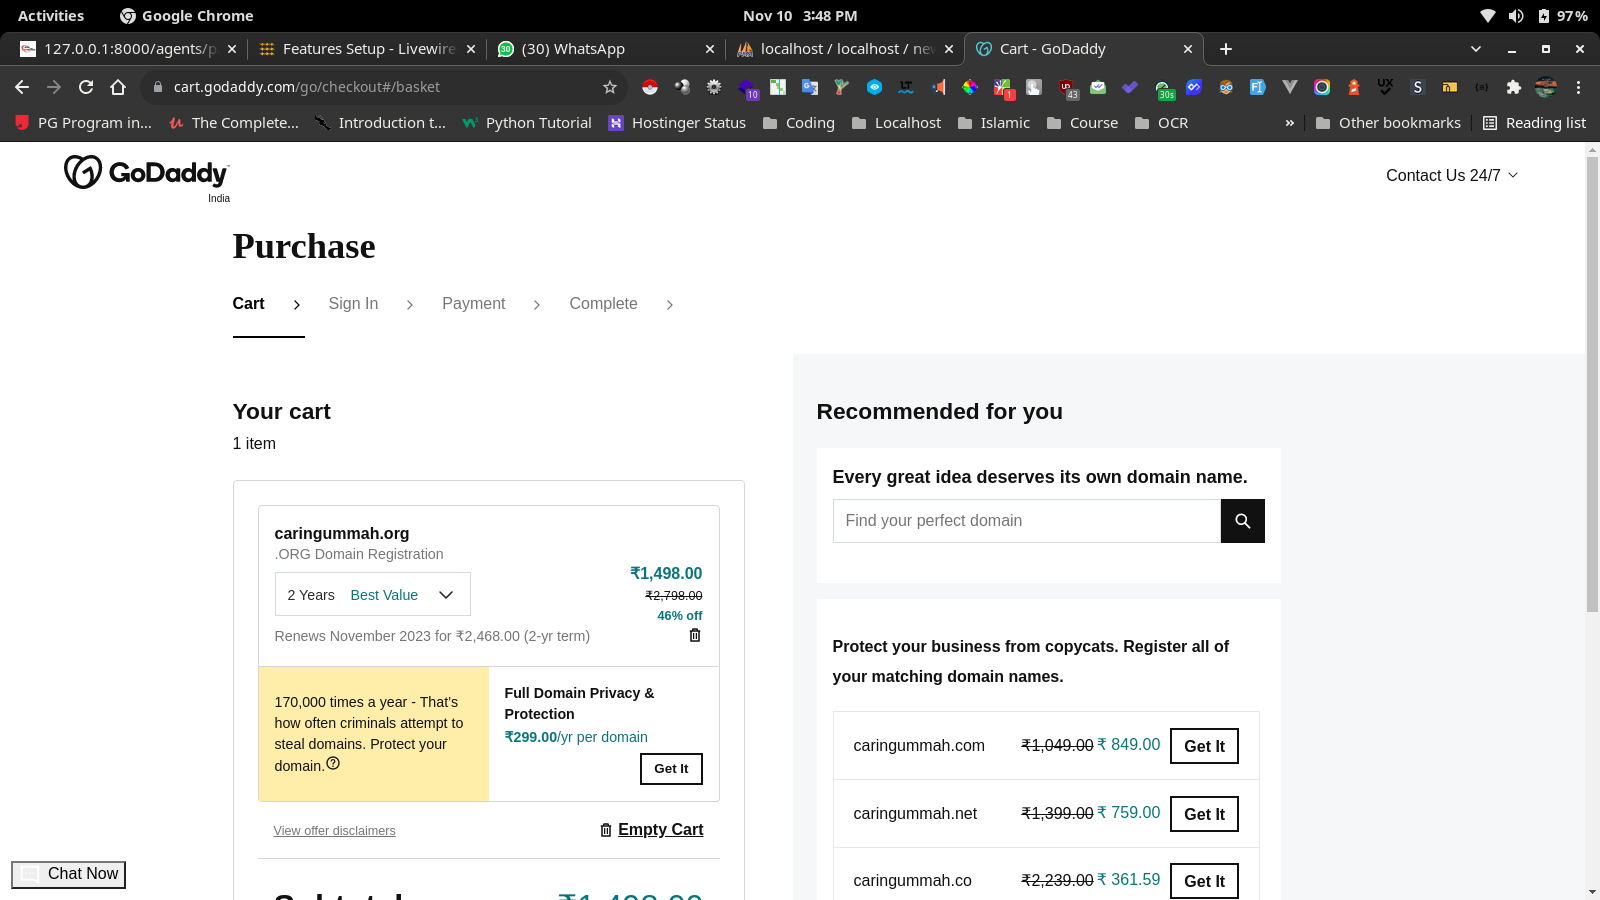 Activities
Google Chrome
Nov 10 3:48 PM
97%
127.0.0.1:8000/agents/p
Features Setup - Livewire
(30) WhatsApp
localhost / localhost / new
Cart - GoDaddy
cart.godaddy.com/go/checkout#/basket
10
1
43
30s
PG Program in...
The Complete...
Introduction t...
Python Tutorial
Hostinger Status
Coding
Localhost
Islamic
Course
OCR
»
Other bookmarks
Reading list
GoDaddy
India
Contact Us 24/7
Purchase
Cart
Sign In
Payment
Complete
Your cart
1 item
caringummah.org
.ORG Domain Registration
2 Years Best Value
₹1,498.00
₹2,798.00
46% off
Renews November 2023 for ₹2,468.00 (2-yr term)
170,000 times a year - That's
how often criminals attempt to
steal domains. Protect your
domain.
Full Domain Privacy &
Protection
₹299.00/yr per domain
Get It
View offer disclaimers
Empty Cart
Subtotal
₹1,498.00
Chat Now
Recommended for you
Every great idea deserves its own domain name.
Find your perfect domain
Protect your business from copycats. Register all of
your matching domain names.
caringummah.com ₹1,049.00 ₹ 849.00 Get It
caringummah.net ₹1,399.00 ₹ 759.00 Get It
caringummah.co ₹2,239.00 ₹ 361.59 Get It